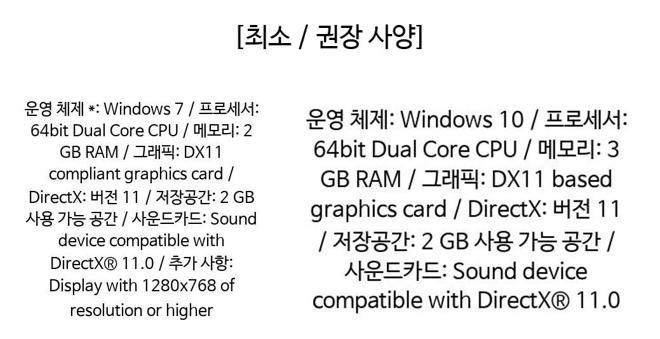 [최소 / 권장 사양]
운영 체제 *: Windows 7 / 프로세서:
64bit Dual Core CPU / 메모리: 2
GB RAM / 그래픽: DX11
compliant graphics card /
DirectX: 버전 11 / 저장공간: 2 GB
사용 가능 공간 / 사운드카드: Sound
device compatible with
DirectX® 11.0 / 추가 사항:
Display with 1280x768 of
resolution or higher
운영 체제: Windows 10 / 프로세서:
64bit Dual Core CPU / 메모리: 3
GB RAM / 그래픽: DX11 based
graphics card / DirectX: 버전 11
/ 저장공간: 2 GB 사용 가능 공간 /
사운드카드: Sound device
compatible with DirectX® 11.0